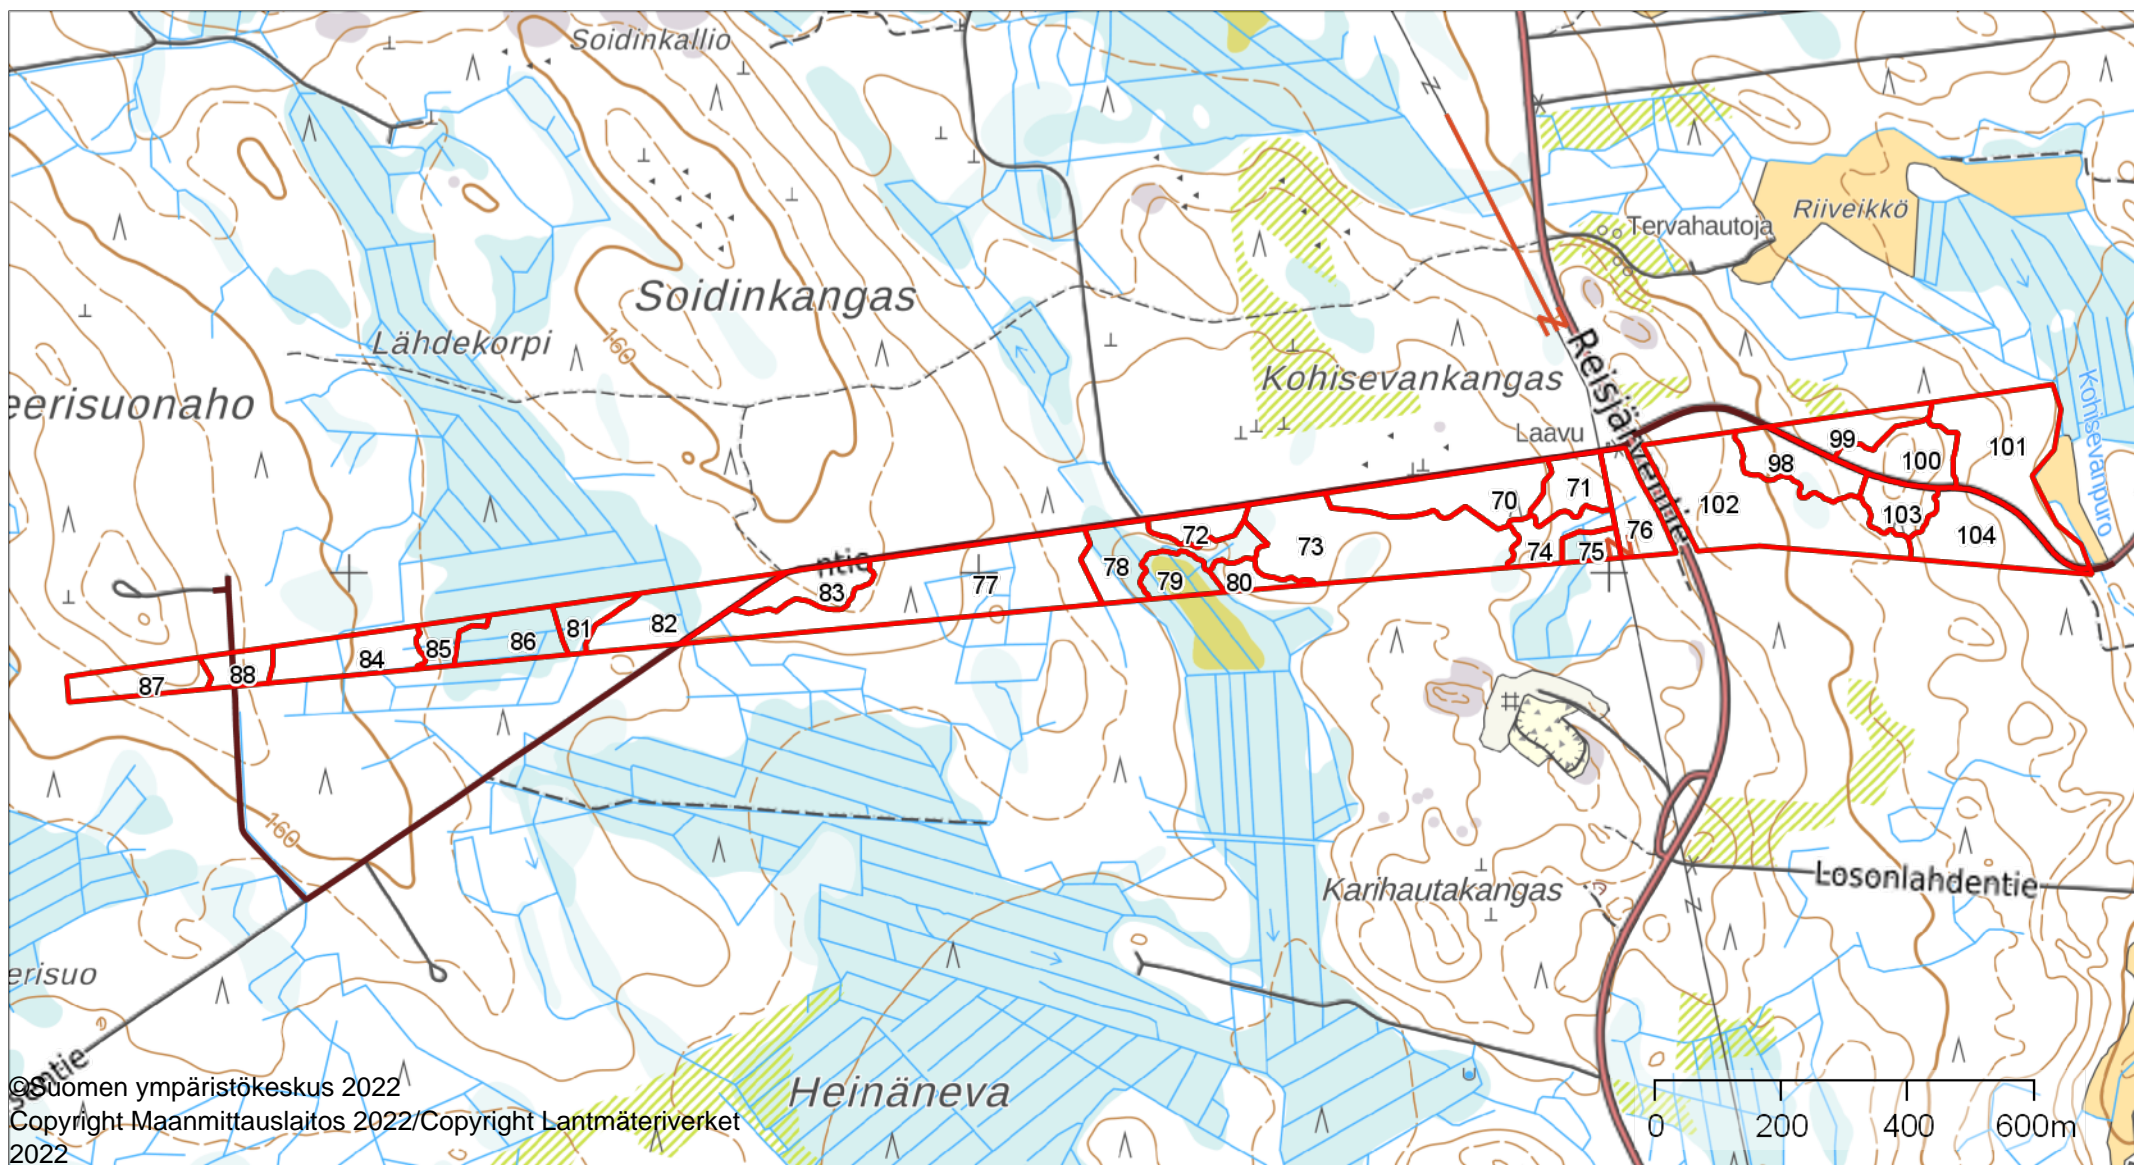 Soidinkallio
Tervahautoja
Riiveikkö
Soidinkangas
Lähdekorpi
160
Reisjärventie
Kohisevankangas
Kohisevanpuro
eerisuonaho
Laavu
99
101
98
100
70
71
102
103
76
104
72
73
74
75
ntie
78
79
80
77
83
81
82
85
86
84
88
87
160
Losonlahdentie
Karihautakangas
erisuo
Heinäneva
©Suomen ympäristökeskus 2022
Copyright Maanmittauslaitos 2022/Copyright Lantmäteriverket
2022
0 200 400 600m